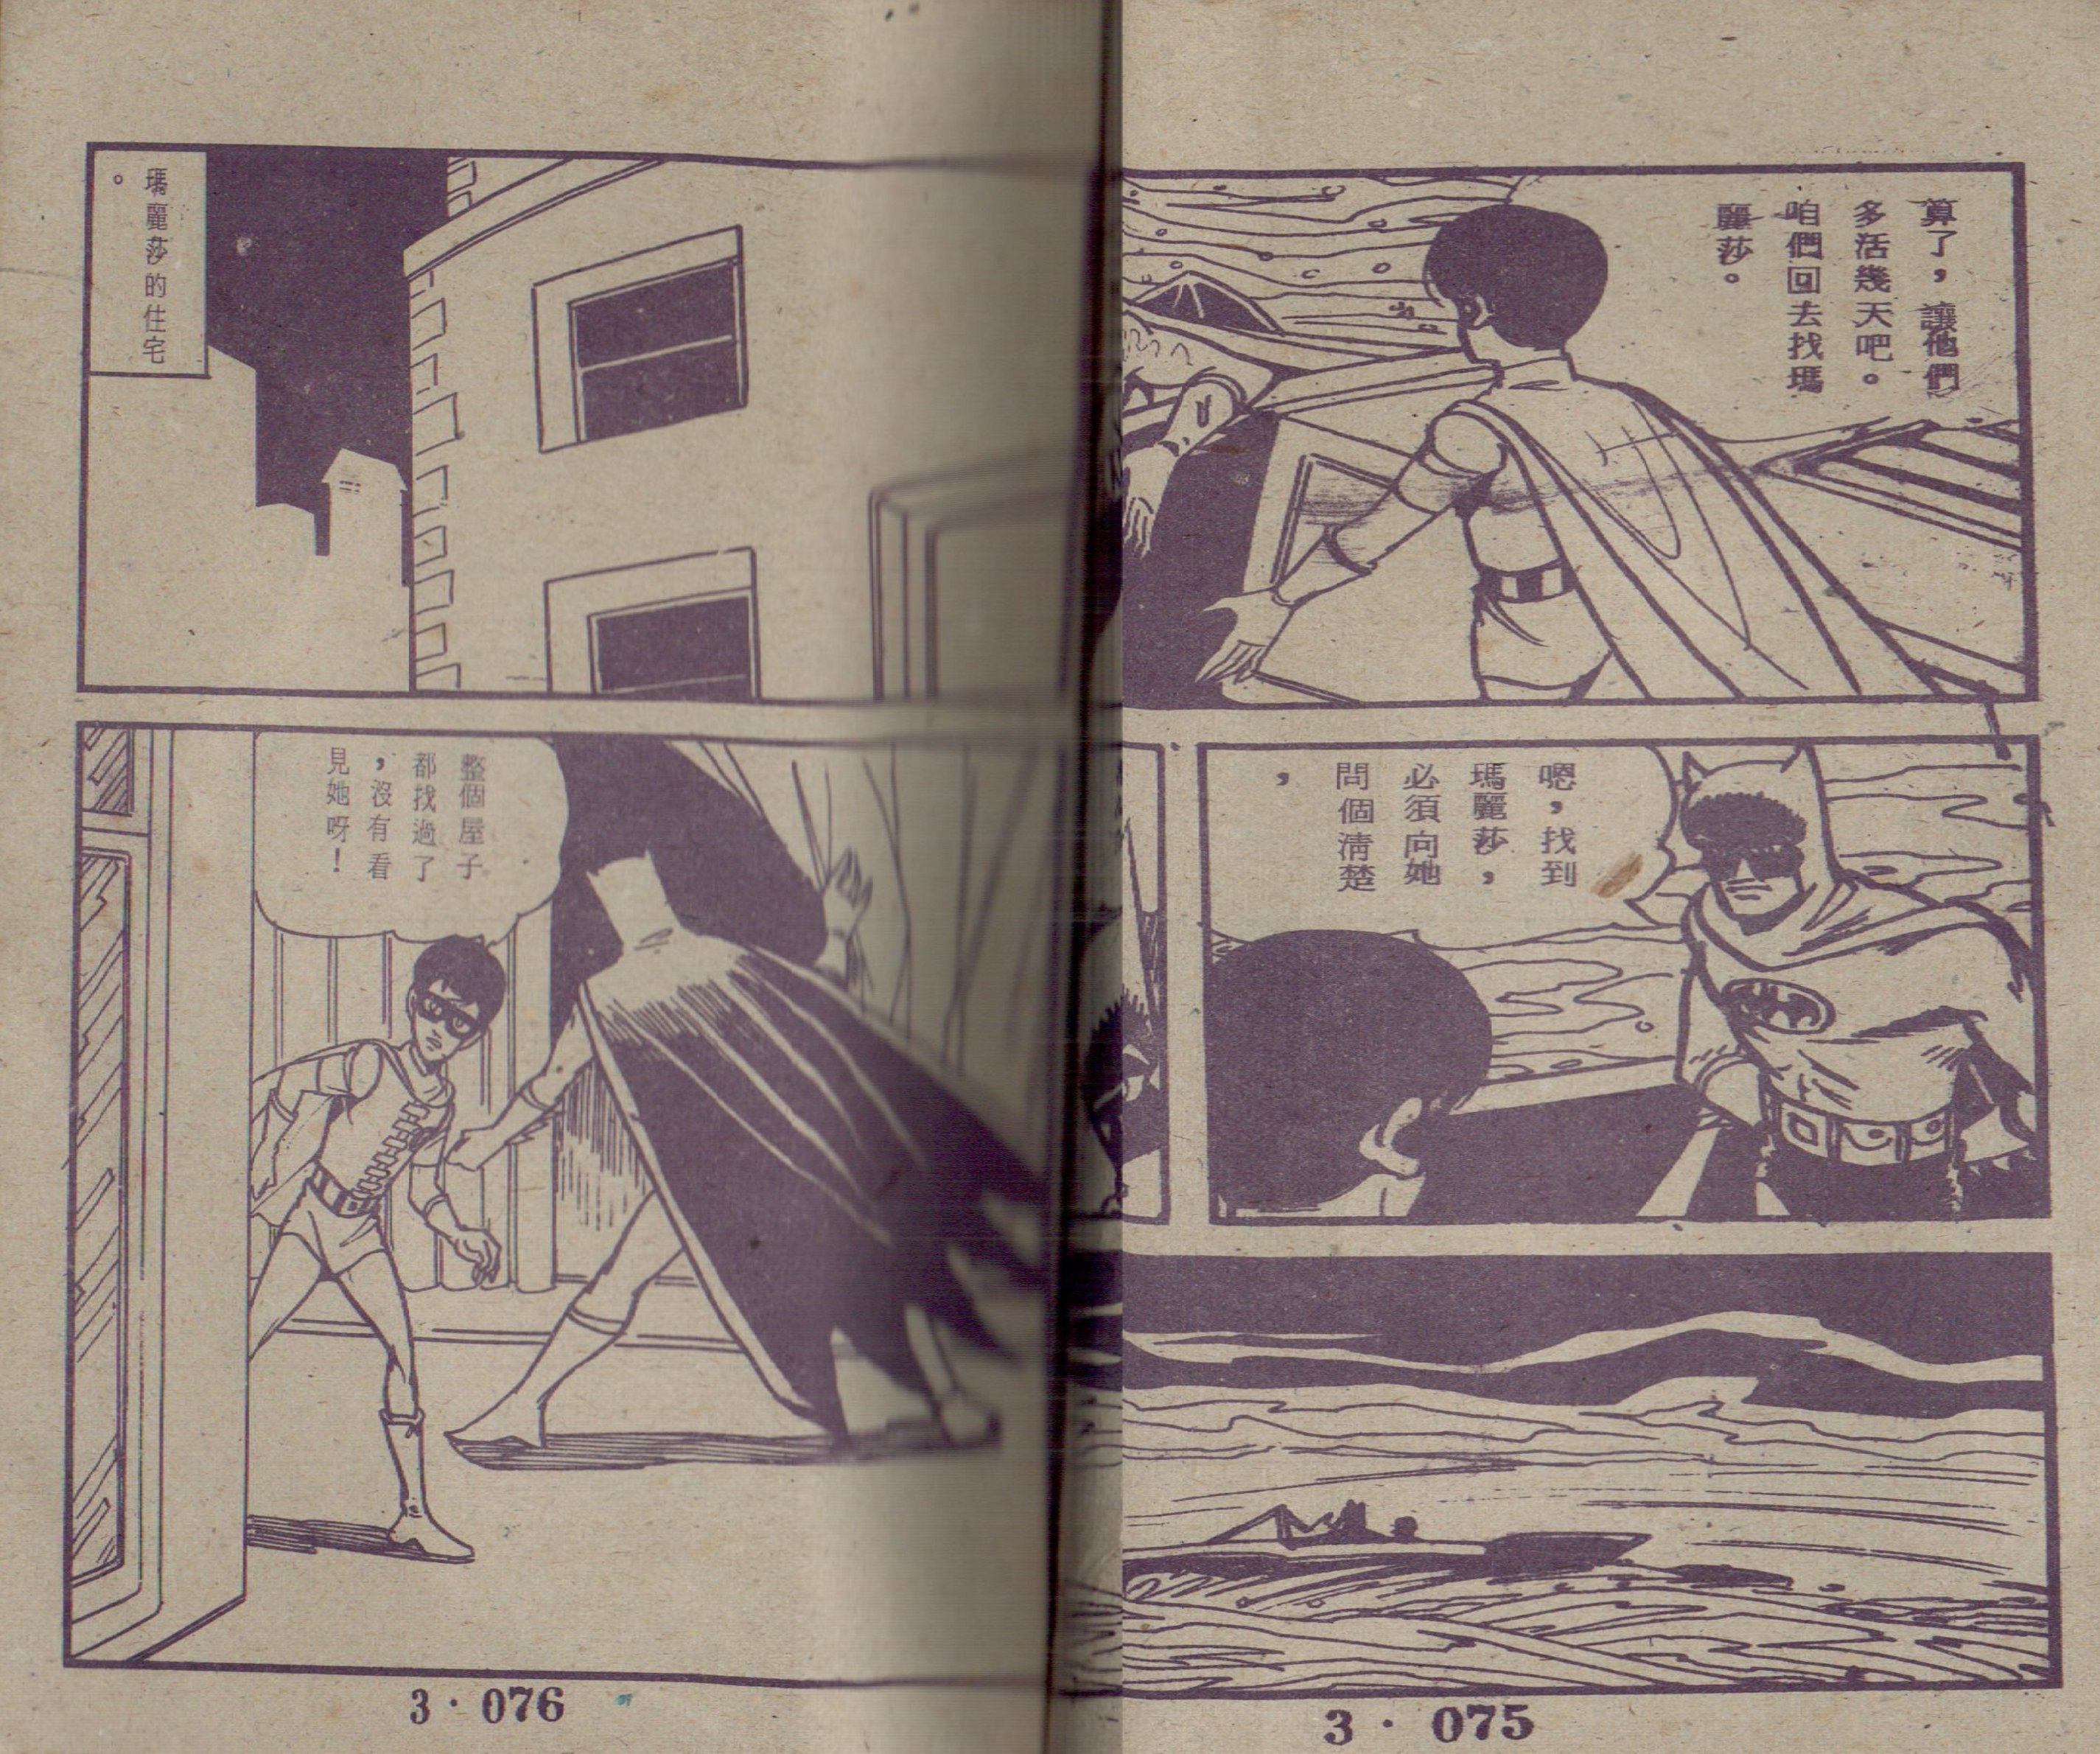 算了，讓他們
多活幾天吧。
咱們回去找瑪
麗莎。
嗯，找到
瑪麗莎，
必須向她
問個清楚
，
3·075
瑪麗莎的住宅
。
整個屋子
都找過了
，沒有看
見她呀！
3·076